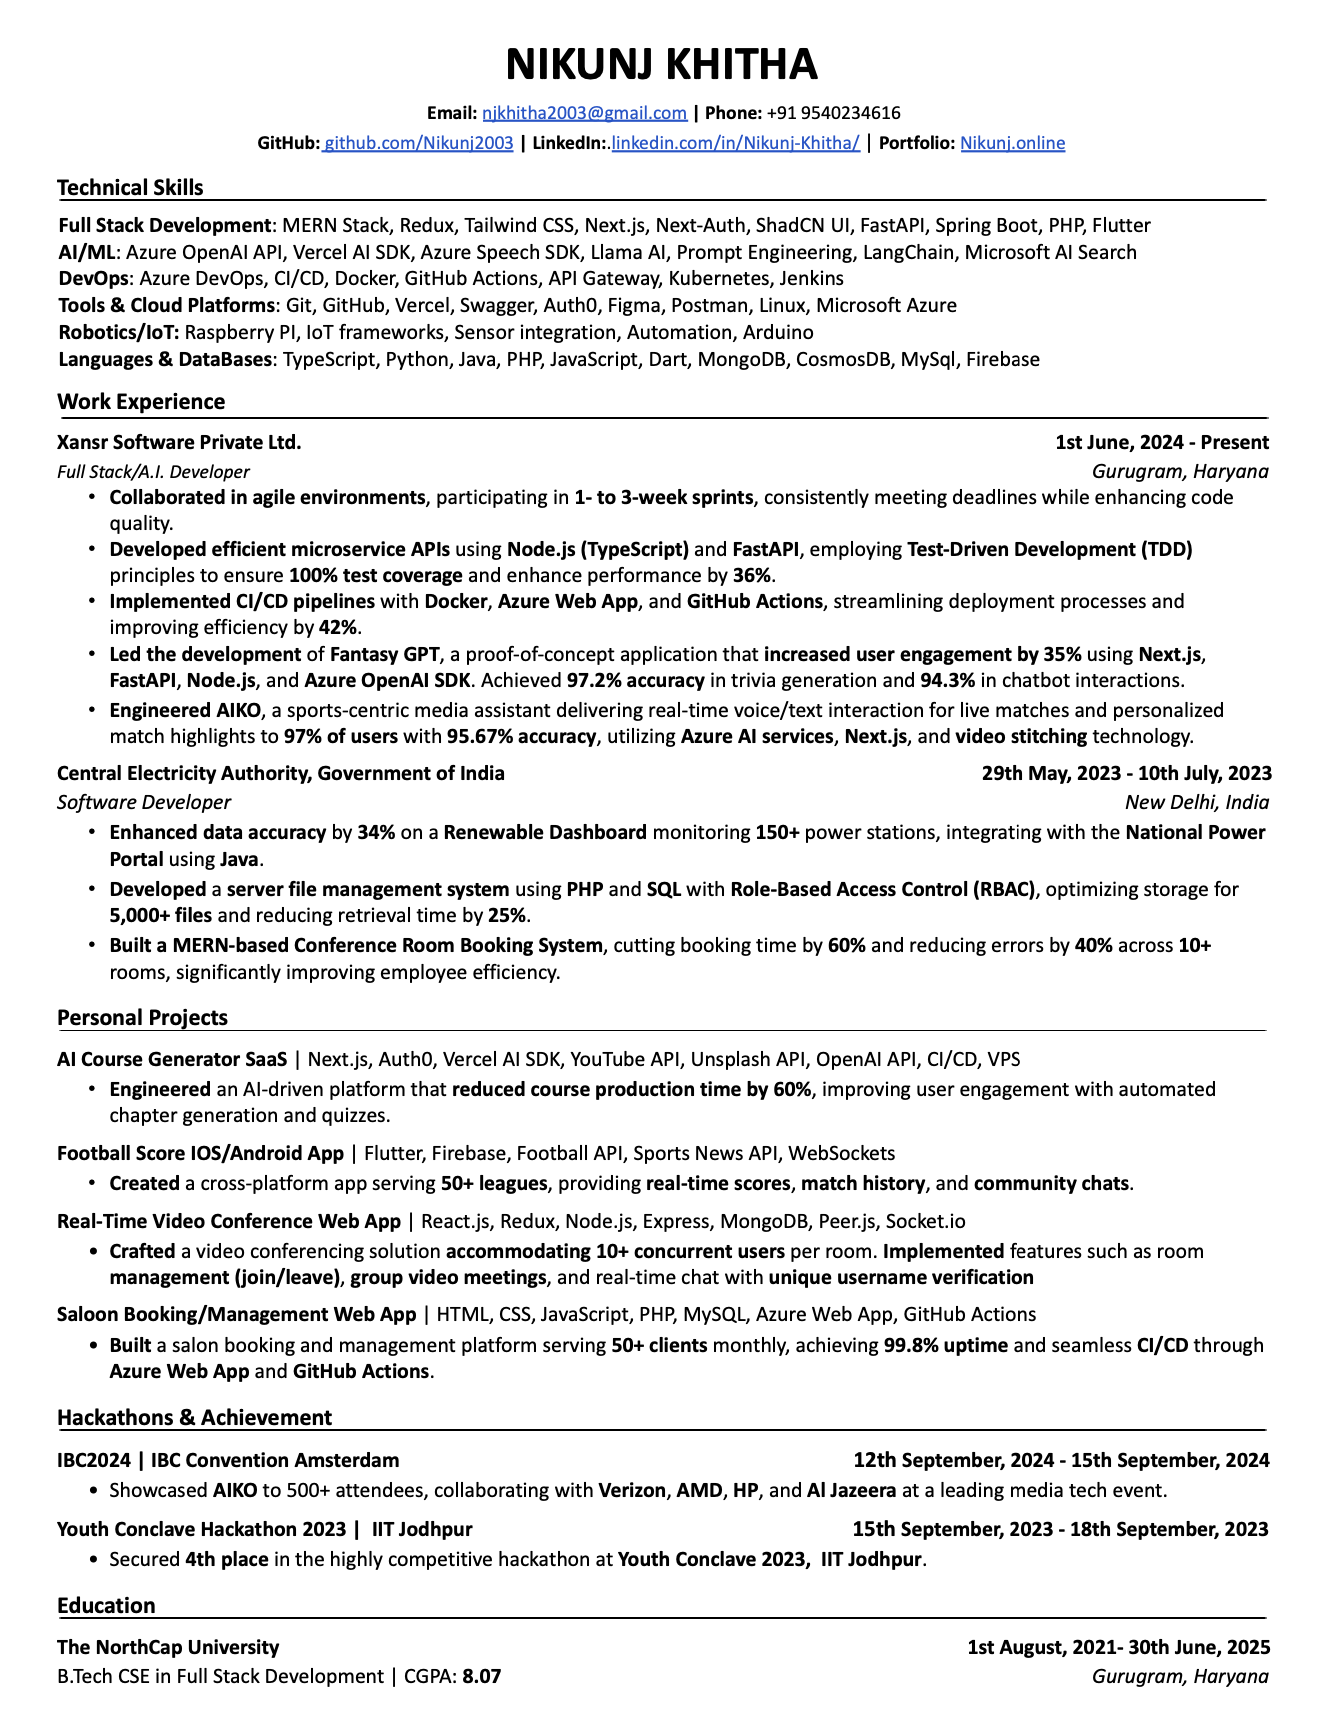 NIKUNJ KHITHA
Email: njkhitha2003@gmail.com | Phone: +91 9540234616
GitHub: github.com/Nikunj2003 | LinkedIn:.linkedin.com/in/Nikunj-Khitha/ | Portfolio: Nikunj.online
Technical Skills
Full Stack Development: MERN Stack, Redux, Tailwind CSS, Next.js, Next-Auth, ShadCN UI, FastAPI, Spring Boot, PHP, Flutter
AI/ML: Azure OpenAI API, Vercel AI SDK, Azure Speech SDK, Llama AI, Prompt Engineering, LangChain, Microsoft AI Search
DevOps: Azure DevOps, CI/CD, Docker, GitHub Actions, API Gateway, Kubernetes, Jenkins
Tools & Cloud Platforms: Git, GitHub, Vercel, Swagger, Auth0, Figma, Postman, Linux, Microsoft Azure
Robotics/IoT: Raspberry PI, IoT frameworks, Sensor integration, Automation, Arduino
Languages & DataBases: TypeScript, Python, Java, PHP, JavaScript, Dart, MongoDB, CosmosDB, MySql, Firebase
Work Experience
Xansr Software Private Ltd. 1st June, 2024 - Present
Full Stack/A.I. Developer Gurugram, Haryana
• Collaborated in agile environments, participating in 1- to 3-week sprints, consistently meeting deadlines while enhancing code
quality.
• Developed efficient microservice APIs using Node.js (TypeScript) and FastAPI, employing Test-Driven Development (TDD)
principles to ensure 100% test coverage and enhance performance by 36%.
• Implemented CI/CD pipelines with Docker, Azure Web App, and GitHub Actions, streamlining deployment processes and
improving efficiency by 42%.
• Led the development of Fantasy GPT, a proof-of-concept application that increased user engagement by 35% using Next.js,
FastAPI, Node.js, and Azure OpenAI SDK. Achieved 97.2% accuracy in trivia generation and 94.3% in chatbot interactions.
• Engineered AIKO, a sports-centric media assistant delivering real-time voice/text interaction for live matches and personalized
match highlights to 97% of users with 95.67% accuracy, utilizing Azure AI services, Next.js, and video stitching technology.
Central Electricity Authority, Government of India 29th May, 2023 - 10th July, 2023
Software Developer New Delhi, India
• Enhanced data accuracy by 34% on a Renewable Dashboard monitoring 150+ power stations, integrating with the National Power
Portal using Java.
• Developed a server file management system using PHP and SQL with Role-Based Access Control (RBAC), optimizing storage for
5,000+ files and reducing retrieval time by 25%.
• Built a MERN-based Conference Room Booking System, cutting booking time by 60% and reducing errors by 40% across 10+
rooms, significantly improving employee efficiency.
Personal Projects
AI Course Generator SaaS | Next.js, Auth0, Vercel AI SDK, YouTube API, Unsplash API, OpenAI API, CI/CD, VPS
• Engineered an AI-driven platform that reduced course production time by 60%, improving user engagement with automated
chapter generation and quizzes.
Football Score IOS/Android App | Flutter, Firebase, Football API, Sports News API, WebSockets
• Created a cross-platform app serving 50+ leagues, providing real-time scores, match history, and community chats.
Real-Time Video Conference Web App | React.js, Redux, Node.js, Express, MongoDB, Peer.js, Socket.io
• Crafted a video conferencing solution accommodating 10+ concurrent users per room. Implemented features such as room
management (join/leave), group video meetings, and real-time chat with unique username verification
Saloon Booking/Management Web App | HTML, CSS, JavaScript, PHP, MySQL, Azure Web App, GitHub Actions
• Built a salon booking and management platform serving 50+ clients monthly, achieving 99.8% uptime and seamless CI/CD through
Azure Web App and GitHub Actions.
Hackathons & Achievement
IBC2024 | IBC Convention Amsterdam 12th September, 2024 - 15th September, 2024
• Showcased AIKO to 500+ attendees, collaborating with Verizon, AMD, HP, and Al Jazeera at a leading media tech event.
Youth Conclave Hackathon 2023 | IIT Jodhpur 15th September, 2023 - 18th September, 2023
• Secured 4th place in the highly competitive hackathon at Youth Conclave 2023, IIT Jodhpur.
Education
The NorthCap University 1st August, 2021- 30th June, 2025
B.Tech CSE in Full Stack Development | CGPA: 8.07 Gurugram, Haryana